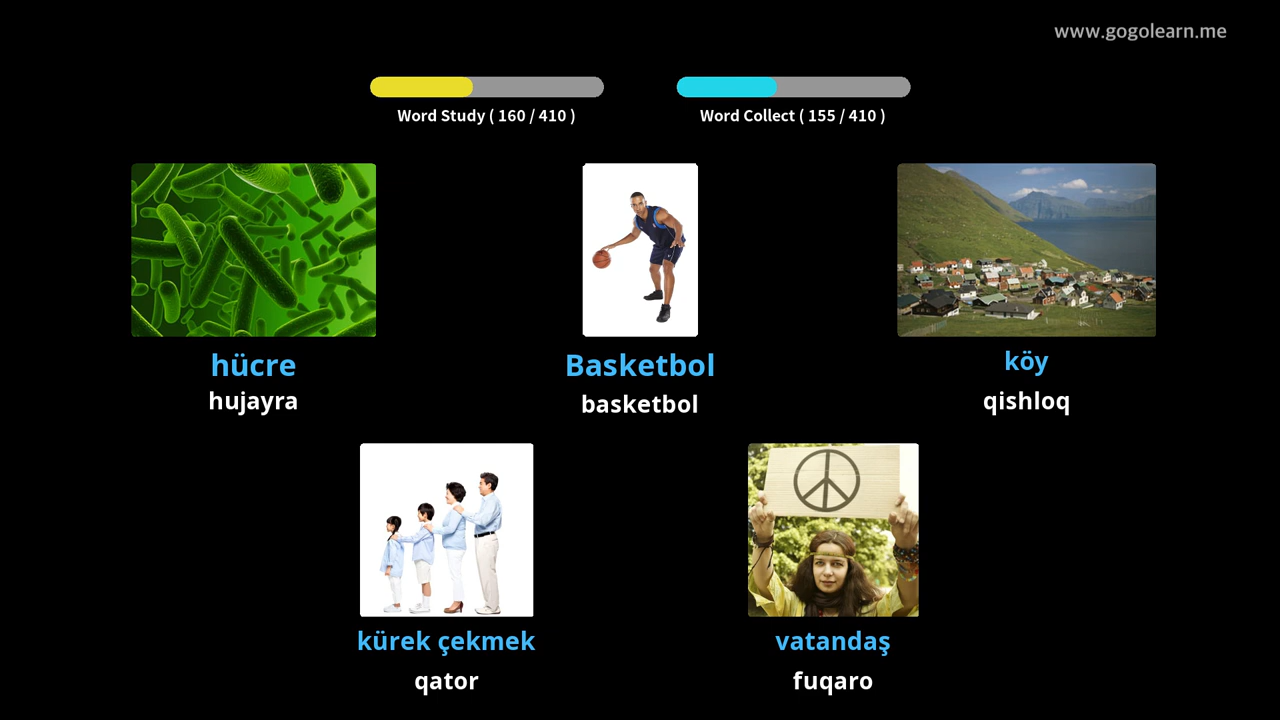 www.gogolearn.me
Word Study ( 160 / 410 )
Word Collect ( 155 / 410 )
hücre
hujayra
Basketbol
basketbol
köy
qishloq
kürek çekmek
qator
vatandaş
fuqaro